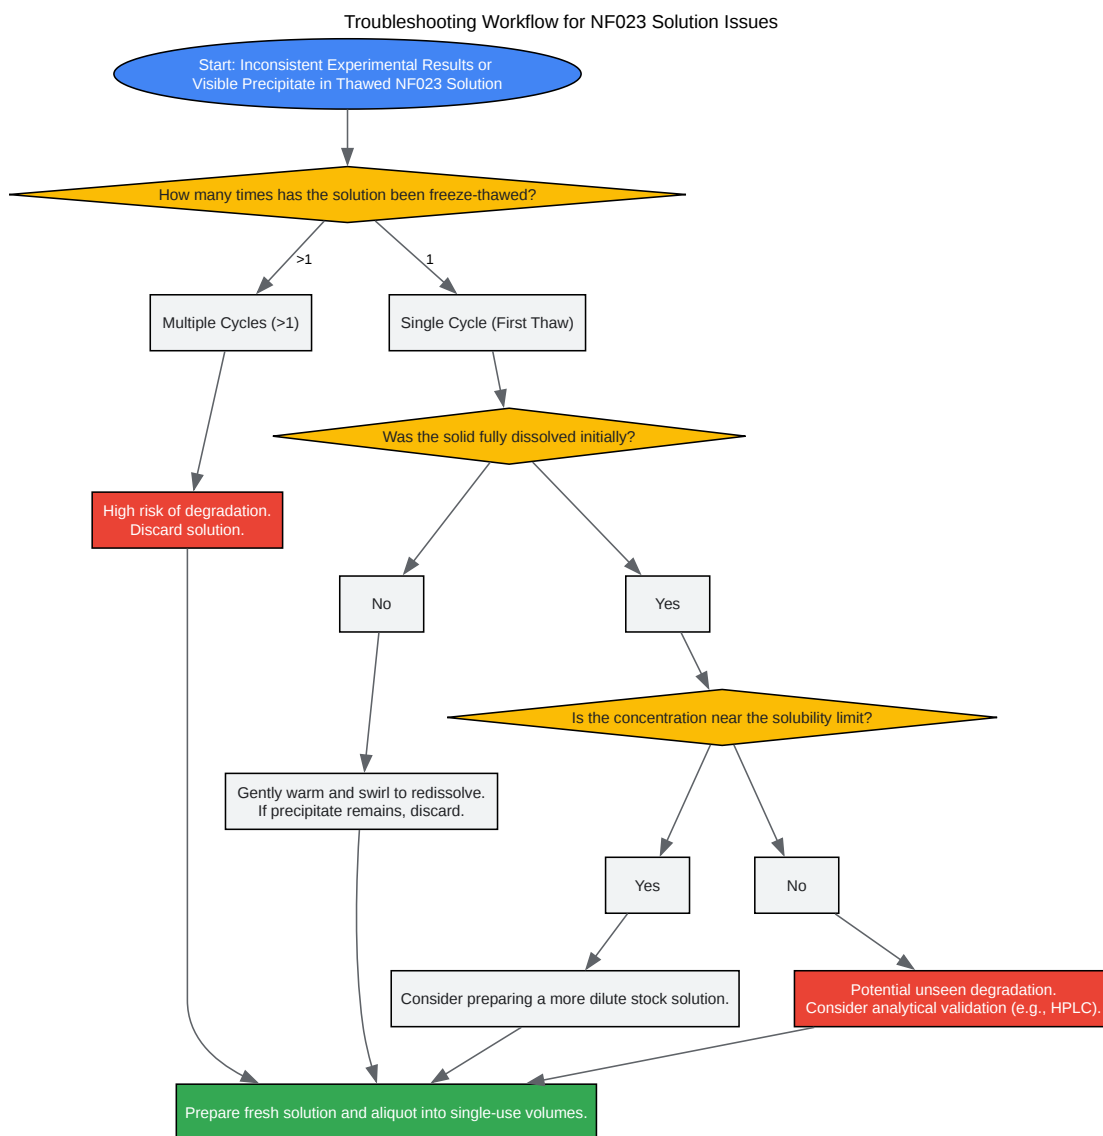 Troubleshooting Workflow for NF023 Solution Issues
Start: Inconsistent Experimental Results or
Visible Precipitate in Thawed NF023 Solution
How many times has the solution been freeze-thawed?
>1
1
Multiple Cycles (>1)
Single Cycle (First Thaw)
Was the solid fully dissolved initially?
High risk of degradation.
Discard solution.
No
Yes
Is the concentration near the solubility limit?
Gently warm and swirl to redissolve.
If precipitate remains, discard.
Yes
No
Consider preparing a more dilute stock solution.
Potential unseen degradation.
Consider analytical validation (e.g., HPLC).
Prepare fresh solution and aliquot into single-use volumes.